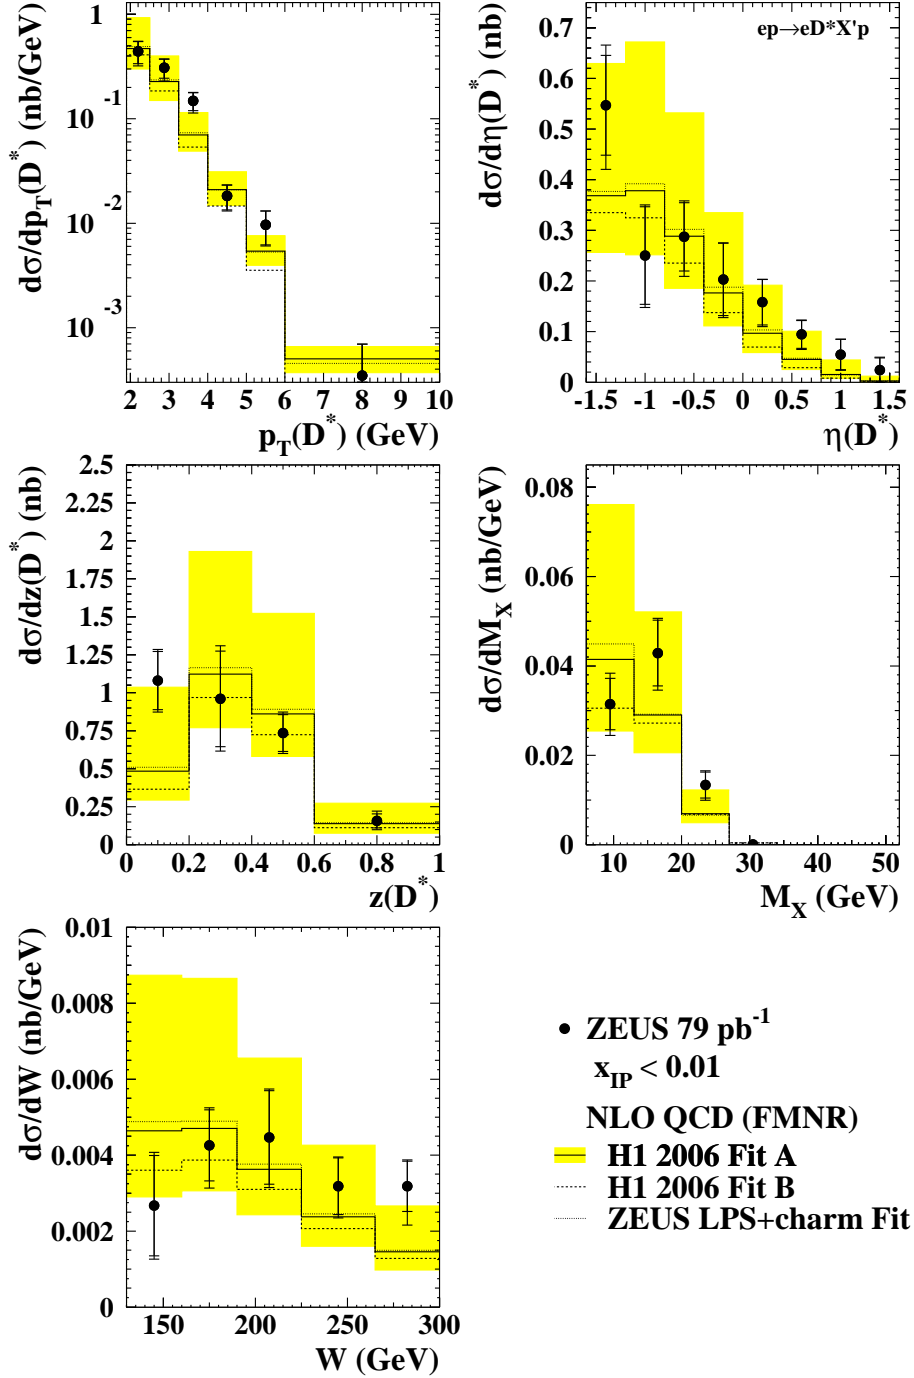 dσ/dp_T(D^*) (nb/GeV)
1
10^-1
10^-2
10^-3
2 3 4 5 6 7 8 9 10
p_T(D^*) (GeV)
ep→eD*X'p
dσ/dη(D^*) (nb)
0.7
0.6
0.5
0.4
0.3
0.2
0.1
0
-1.5 -1 -0.5 0 0.5 1 1.5
η(D^*)
dσ/dz(D^*) (nb)
2.5
2.25
2
1.75
1.5
1.25
1
0.75
0.5
0.25
0
0 0.2 0.4 0.6 0.8 1
z(D^*)
dσ/dM_X (nb/GeV)
0.08
0.06
0.04
0.02
0
10 20 30 40 50
M_X (GeV)
dσ/dW (nb/GeV)
0.01
0.008
0.006
0.004
0.002
0
150 200 250 300
W (GeV)
ZEUS 79 pb^-1
x_IP < 0.01
NLO QCD (FMNR)
H1 2006 Fit A
H1 2006 Fit B
ZEUS LPS+charm Fit